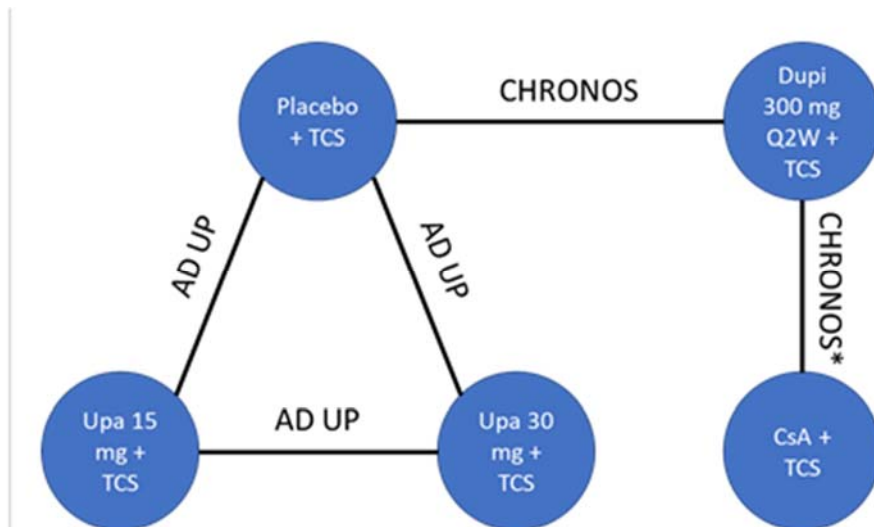 Placebo
+ TCS
CHRONOS
Dupi
300 mg
Q2W +
TCS
AD UP
AD UP
CHRONOS*
Upa 15
mg +
TCS
AD UP
Upa 30
mg +
TCS
CsA +
TCS